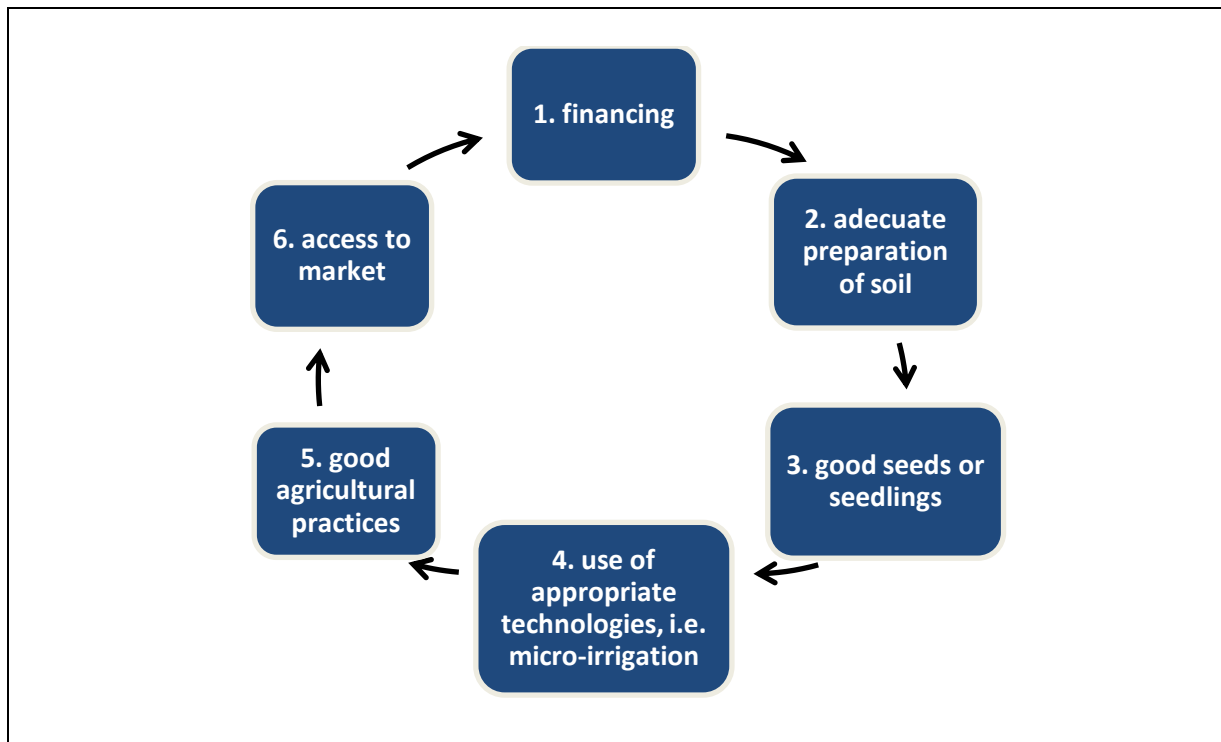 1. financing
2. adecuate
preparation
of soil
3. good seeds or
seedlings
4. use of
appropriate
technologies, i.e.
micro-irrigation
5. good
agricultural
practices
6. access to
market